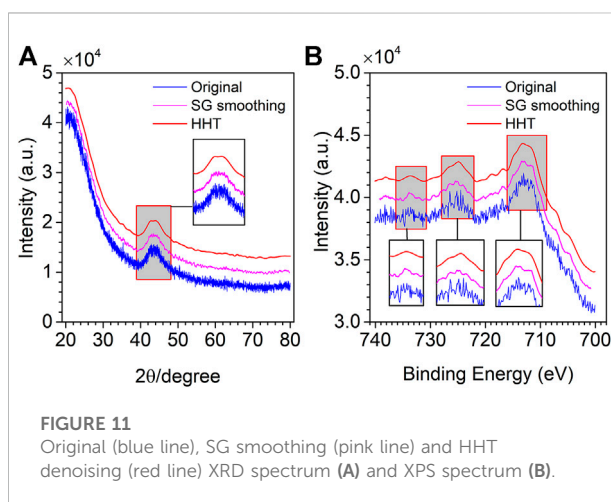 A
×10⁴
5
4
3
2
1
0
Original
SG smoothing
HHT
Intensity (a.u.)
20 30 40 50 60 70 80
2θ/degree
B
×10⁴
5.0
4.5
4.0
3.5
3.0
Original
SG smoothing
HHT
Intensity (a.u.)
740 730 720 710 700
Binding Energy (eV)
FIGURE 11
Original (blue line), SG smoothing (pink line) and HHT
denoising (red line) XRD spectrum (A) and XPS spectrum (B).